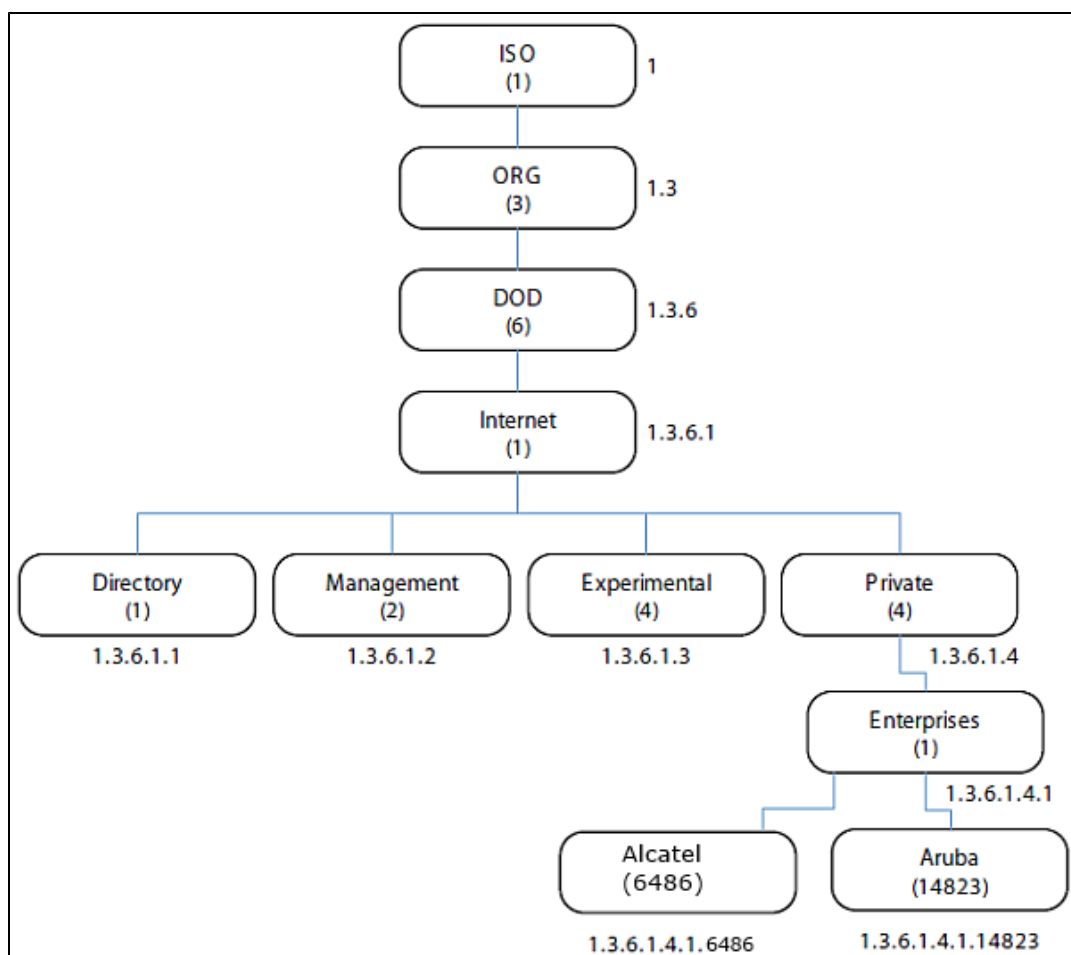 ISO
(1)
1
ORG
(3)
1.3
DOD
(6)
1.3.6
Internet
(1)
1.3.6.1
Directory
(1)
1.3.6.1.1
Management
(2)
1.3.6.1.2
Experimental
(4)
1.3.6.1.3
Private
(4)
1.3.6.1.4
Enterprises
(1)
1.3.6.1.4.1
Alcatel
(6486)
1.3.6.1.4.1.6486
Aruba
(14823)
1.3.6.1.4.1.14823